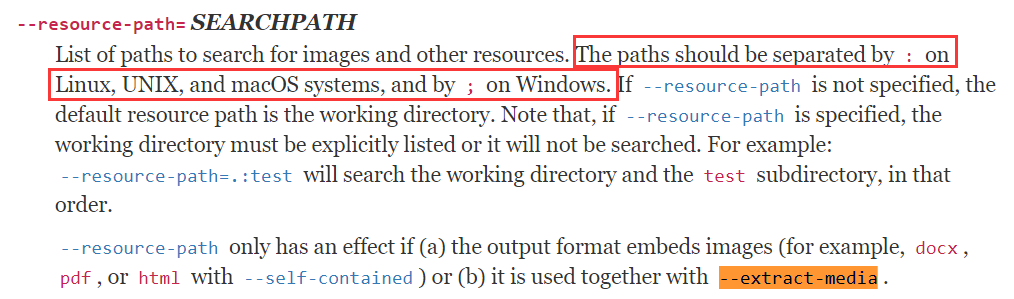 --resource-path= SEARCHPATH
List of paths to search for images and other resources. The paths should be separated by : on
Linux, UNIX, and macOS systems, and by ; on Windows. If --resource-path is not specified, the
default resource path is the working directory. Note that, if --resource-path is specified, the
working directory must be explicitly listed or it will not be searched. For example:
--resource-path=.:test will search the working directory and the test subdirectory, in that
order.
--resource-path only has an effect if (a) the output format embeds images (for example, docx,
pdf, or html with --self-contained) or (b) it is used together with --extract-media.